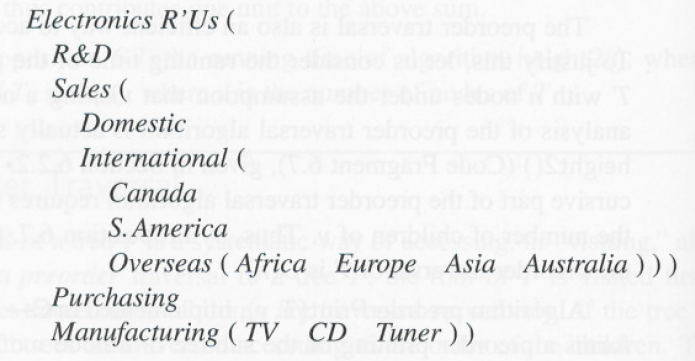 Electronics R'Us (
R&D
Sales (
Domestic
International (
Canada
S. America
Overseas ( Africa Europe Asia Australia ) ) ) )
Purchasing
Manufacturing ( TV CD Tuner ) )